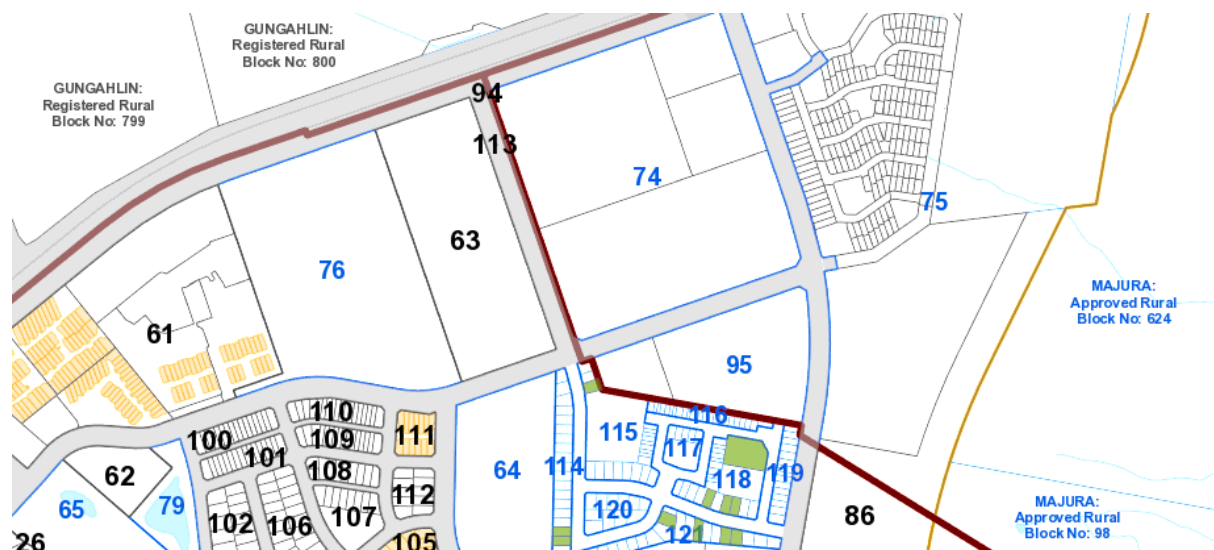 GUNGAHLIN:
Registered Rural
Block No: 800
GUNGAHLIN:
Registered Rural
Block No: 799
94
113
74
75
63
76
MAJURA:
Approved Rural
Block No: 624
61
95
110
116
100
109
111
115
117
101
108
64
114
118
119
62
112
65
79
102
106
107
120
86
MAJURA:
Approved Rural
Block No: 98
121
26
105